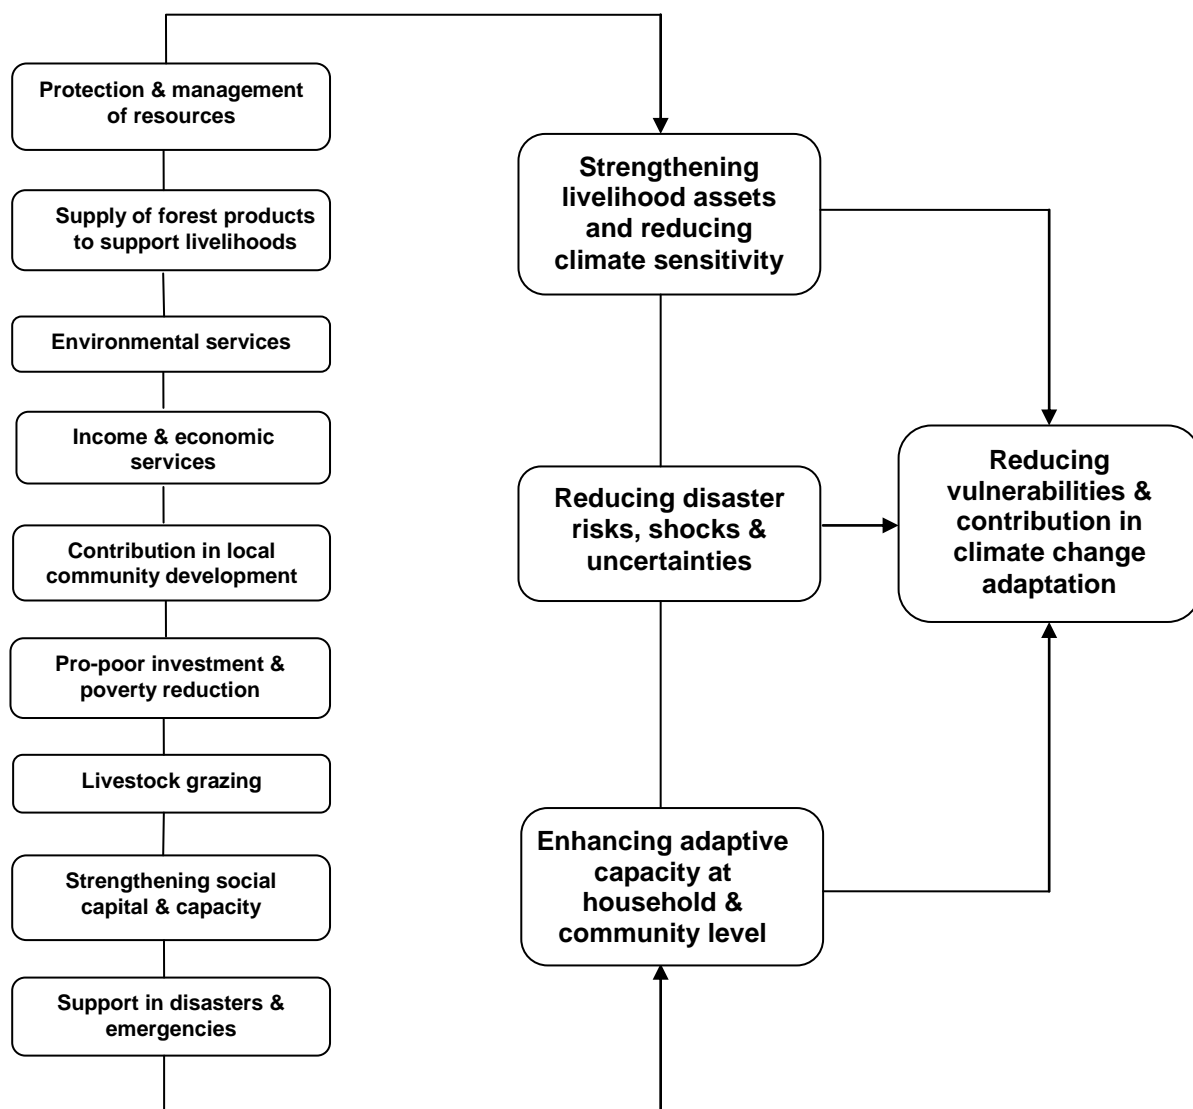 Protection & management
of resources
Supply of forest products
to support livelihoods
Environmental services
Income & economic
services
Contribution in local
community development
Pro-poor investment &
poverty reduction
Livestock grazing
Strengthening social
capital & capacity
Support in disasters &
emergencies
Strengthening
livelihood assets
and reducing
climate sensitivity
Reducing disaster
risks, shocks &
uncertainties
Enhancing adaptive
capacity at
household &
community level
Reducing
vulnerabilities &
contribution in
climate change
adaptation